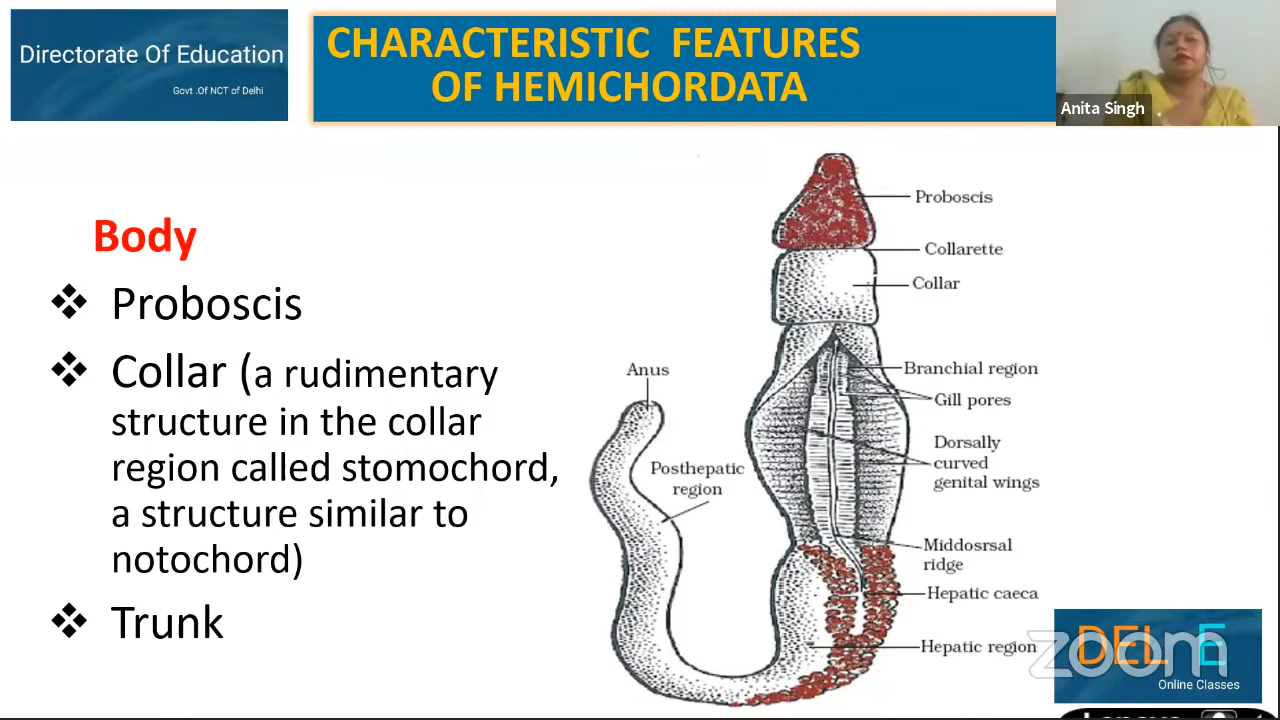 Directorate Of Education
Govt .Of NCT of Delhi
CHARACTERISTIC FEATURES
OF HEMICHORDATA
Anita Singh
Body
❖ Proboscis
❖ Collar (a rudimentary
structure in the collar
region called stomochord,
a structure similar to
notochord)
❖ Trunk
Proboscis
Collarette
Collar
Anus
Branchial region
Gill pores
Dorsally
curved
genital wings
Posthepatic
region
Middosrsal
ridge
Hepatic caeca
Hepatic region
zoom
DEL E
Online Classes